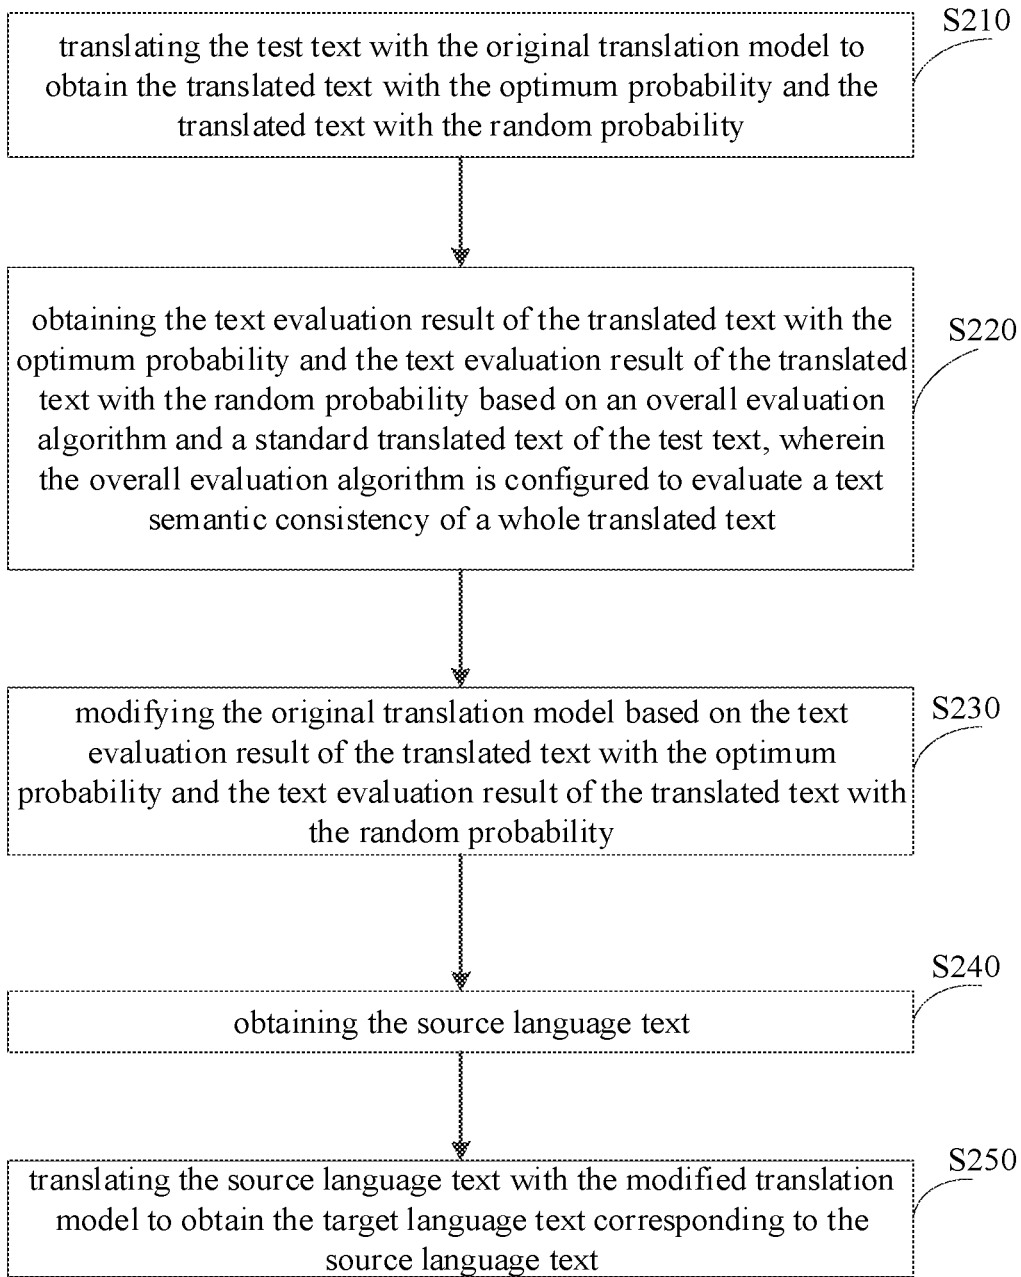 S210
translating the test text with the original translation model to
obtain the translated text with the optimum probability and the
translated text with the random probability
S220
obtaining the text evaluation result of the translated text with the
optimum probability and the text evaluation result of the translated
text with the random probability based on an overall evaluation
algorithm and a standard translated text of the test text, wherein
the overall evaluation algorithm is configured to evaluate a text
semantic consistency of a whole translated text
S230
modifying the original translation model based on the text
evaluation result of the translated text with the optimum
probability and the text evaluation result of the translated text with
the random probability
S240
obtaining the source language text
S250
translating the source language text with the modified translation
model to obtain the target language text corresponding to the
source language text